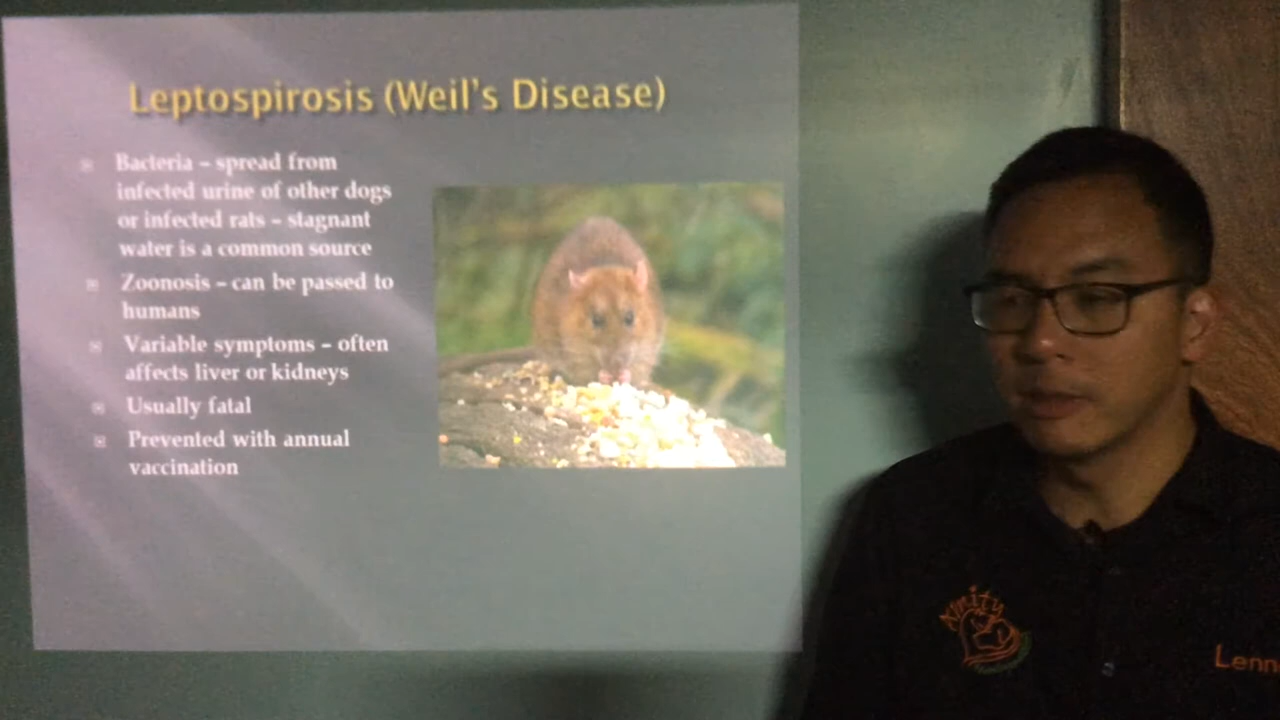 Leptospirosis (Weil's Disease)
Bacteria – spread from
infected urine of other dogs
or infected rats – stagnant
water is a common source
Zoonosis – can be passed to
humans
Variable symptoms – often
affects liver or kidneys
Usually fatal
Prevented with annual
vaccination
Amity
Lenn